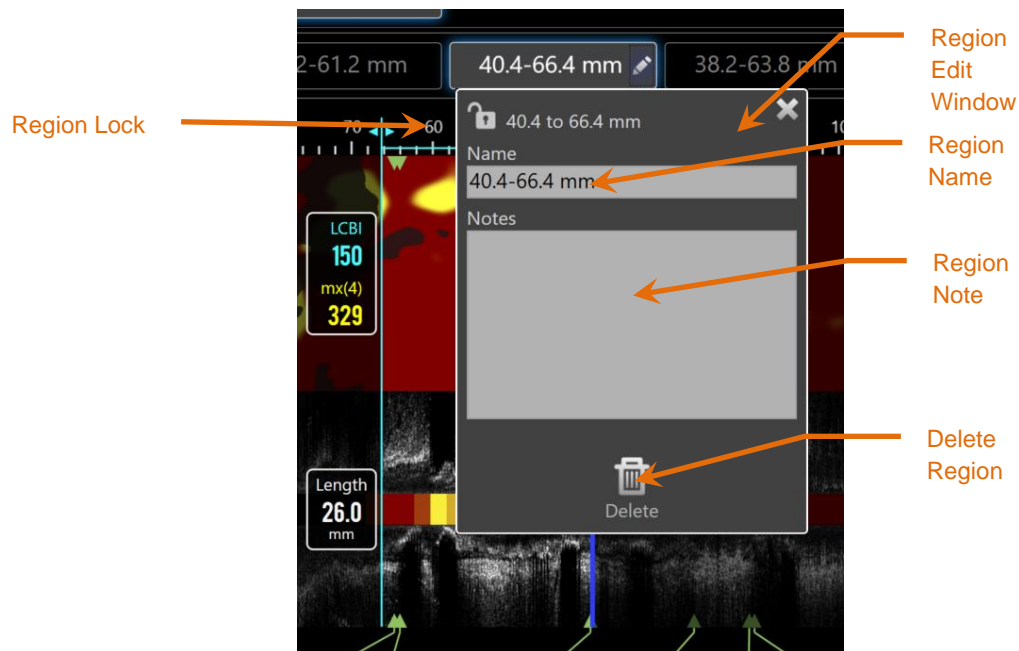 2-61.2 mm
40.4-66.4 mm
38.2-63.8 mm
Region
Edit
Window
Region Lock
70
60
10
40.4 to 66.4 mm
Name
40.4-66.4 mm
Region
Name
Notes
LCBI
150
mx(4)
329
Region
Note
Delete
Region
Length
26.0
mm
Delete